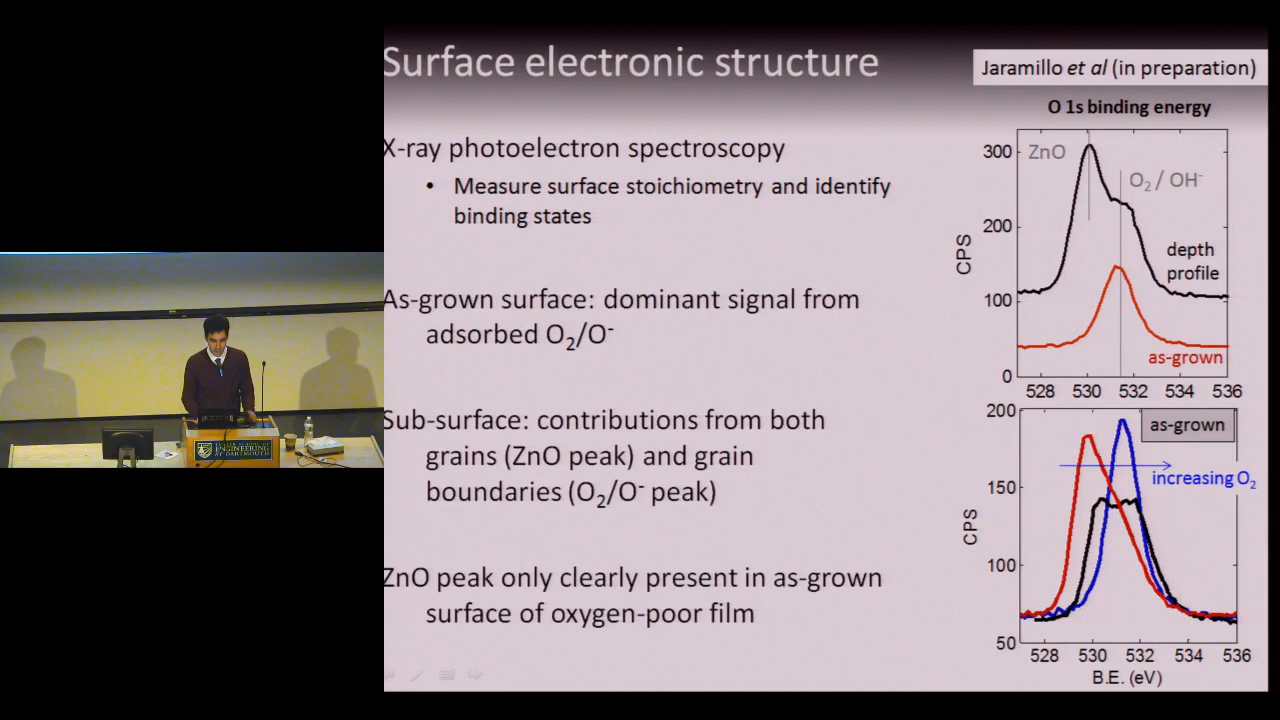 Surface electronic structure
Jaramillo et al (in preparation)
X-ray photoelectron spectroscopy
• Measure surface stoichiometry and identify
binding states
As-grown surface: dominant signal from
adsorbed O₂/O⁻
Sub-surface: contributions from both
grains (ZnO peak) and grain
boundaries (O₂/O⁻ peak)
ZnO peak only clearly present in as-grown
surface of oxygen-poor film
O 1s binding energy
300
ZnO
O₂ / OH⁻
200
CPS
depth
profile
100
as-grown
0
528 530 532 534 536
200
as-grown
increasing O₂
150
CPS
100
50
528 530 532 534 536
B.E. (eV)
ENGINEERING
AT DARTMOUTH